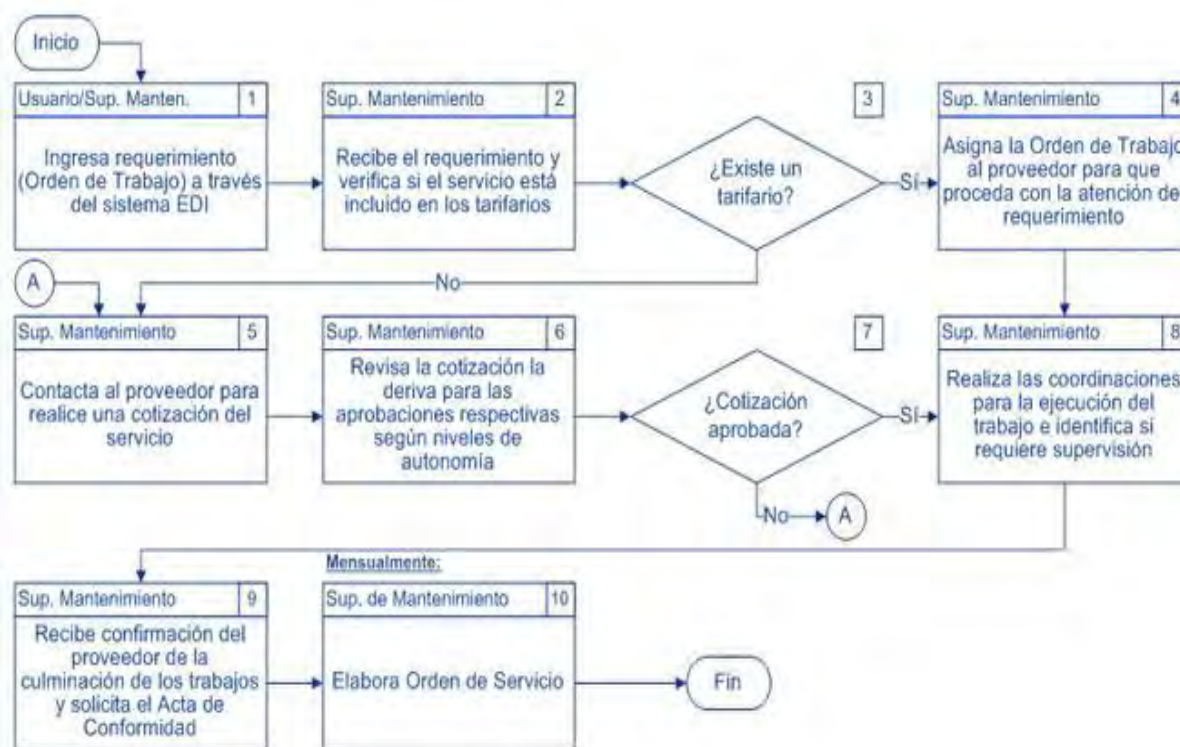 Inicio
Usuario/Sup. Manten. 1
Ingresa requerimiento
(Orden de Trabajo) a través
del sistema EDI
Sup. Mantenimiento 2
Recibe el requerimiento y
verifica si el servicio está
incluido en los tarifarios
3
¿Existe un
tarifario?
Sí
Sup. Mantenimiento 4
Asigna la Orden de Trabajo
al proveedor para que
proceda con la atención de
requerimiento
No
A
Sup. Mantenimiento 5
Contacta al proveedor para
realice una cotización del
servicio
Sup. Mantenimiento 6
Revisa la cotización la
deriva para las
aprobaciones respectivas
según niveles de
autonomía
7
¿Cotización
aprobada?
Sí
No
A
Sup. Mantenimiento 8
Realiza las coordinaciones
para la ejecución del
trabajo e identifica si
requiere supervisión
Sup. Mantenimiento 9
Recibe confirmación del
proveedor de la
culminación de los trabajos
y solicita el Acta de
Conformidad
Mensualmente:
Sup. de Mantenimiento 10
Elabora Orden de Servicio
Fin